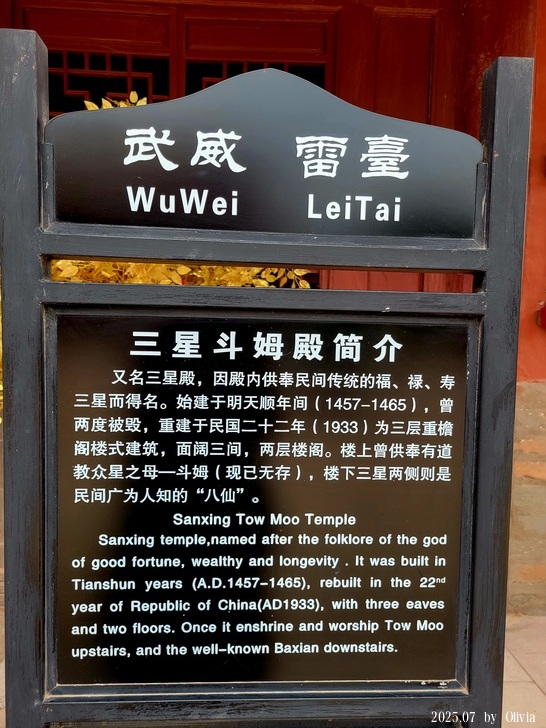 武威 雷臺
WuWei LeiTai
三星斗姆殿简介
又名三星殿，因殿内供奉民间传统的福、禄、寿
三星而得名。始建于明天顺年间（1457-1465），曾
两度被毁，重建于民国二十二年（1933）为三层重檐
阁楼式建筑，面阔三间，两层楼阁。楼上曾供奉有道
教众星之母—斗姆（现已无存），楼下三星两侧则是
民间广为人知的“八仙”。
Sanxing Tow Moo Temple
Sanxing temple,named after the folklore of the god
of good fortune, wealthy and longevity . It was built in
Tianshun years (A.D.1457-1465), rebuilt in the 22nd
year of Republic of China(AD1933), with three eaves
and two floors. Once it enshrine and worship Tow Moo
upstairs, and the well-known Baxian downstairs.
2025.07 by Olivia